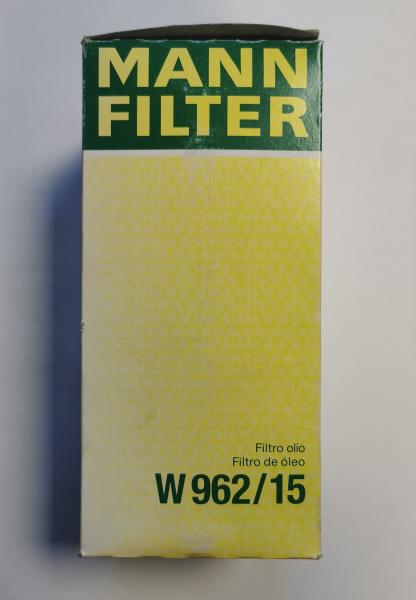 MANN
FILTER
Filtro olio
Filtro de óleo
W 962/15